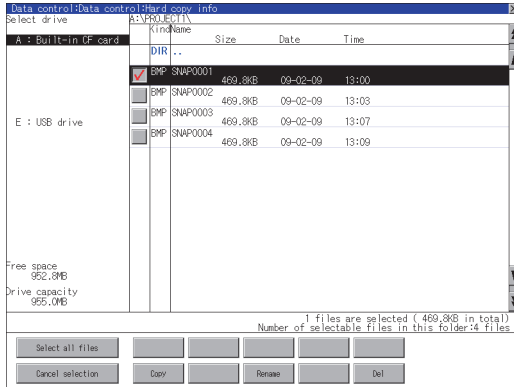 Data control:Data control:Hard copy info
Select drive
A:\PROJECT1\
A : Built-in CF card
E : USB drive
Kind Name
Size Date Time
DIR ..
BMP SNAP0001
469.8KB 09-02-09 13:00
BMP SNAP0002
469.8KB 09-02-09 13:03
BMP SNAP0003
469.8KB 09-02-09 13:07
BMP SNAP0004
469.8KB 09-02-09 13:09
Free space
952.8MB
Drive capacity
955.0MB
1 files are selected ( 469.8KB in total)
Number of selectable files in this folder:4 files
Select all files
Cancel selection Copy Rename Del